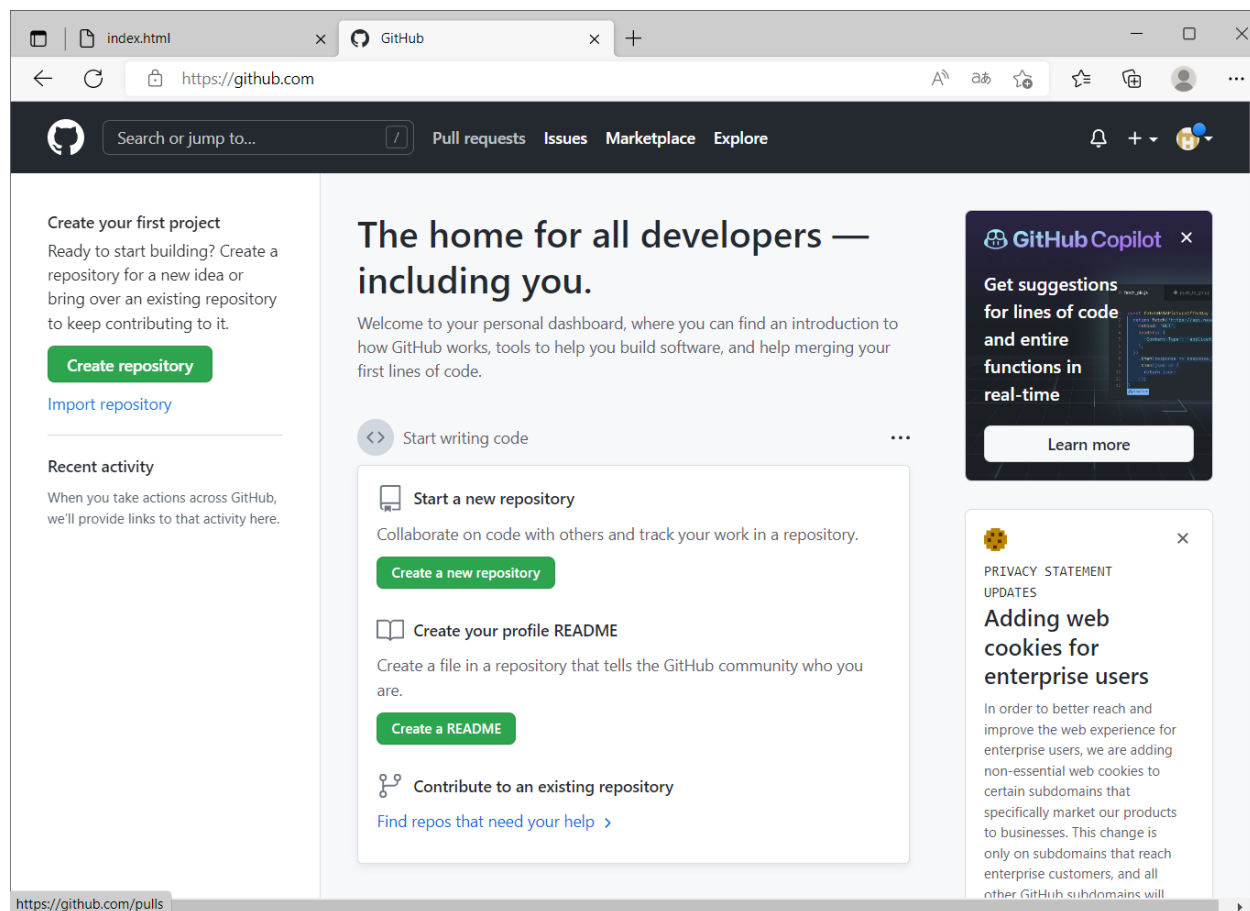 index.html
GitHub
https://github.com
Search or jump to...
/
Pull requests
Issues
Marketplace
Explore
Create your first project
Ready to start building? Create a
repository for a new idea or
bring over an existing repository
to keep contributing to it.
Create repository
Import repository
Recent activity
When you take actions across GitHub,
we'll provide links to that activity here.
The home for all developers —
including you.
Welcome to your personal dashboard, where you can find an introduction to
how GitHub works, tools to help you build software, and help merging your
first lines of code.
Start writing code
Start a new repository
Collaborate on code with others and track your work in a repository.
Create a new repository
Create your profile README
Create a file in a repository that tells the GitHub community who you
are.
Create a README
Contribute to an existing repository
Find repos that need your help
GitHub Copilot
Get suggestions
for lines of code
and entire
functions in
real-time
Learn more
PRIVACY STATEMENT
UPDATES
Adding web
cookies for
enterprise users
In order to better reach and
improve the web experience for
enterprise users, we are adding
non-essential web cookies to
certain subdomains that
specifically market our products
to businesses. This change is
only on subdomains that reach
enterprise customers, and all
other GitHub subdomains will
https://github.com/pulls